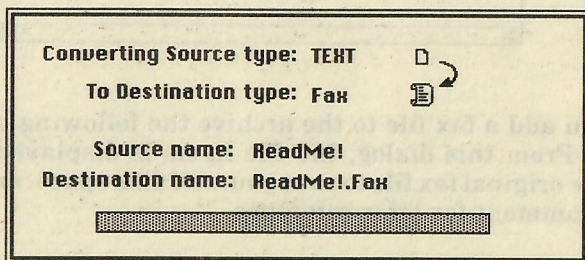 Converting Source type: TEXT
To Destination type: Fax
Source name: ReadMe!
Destination name: ReadMe!.Fax